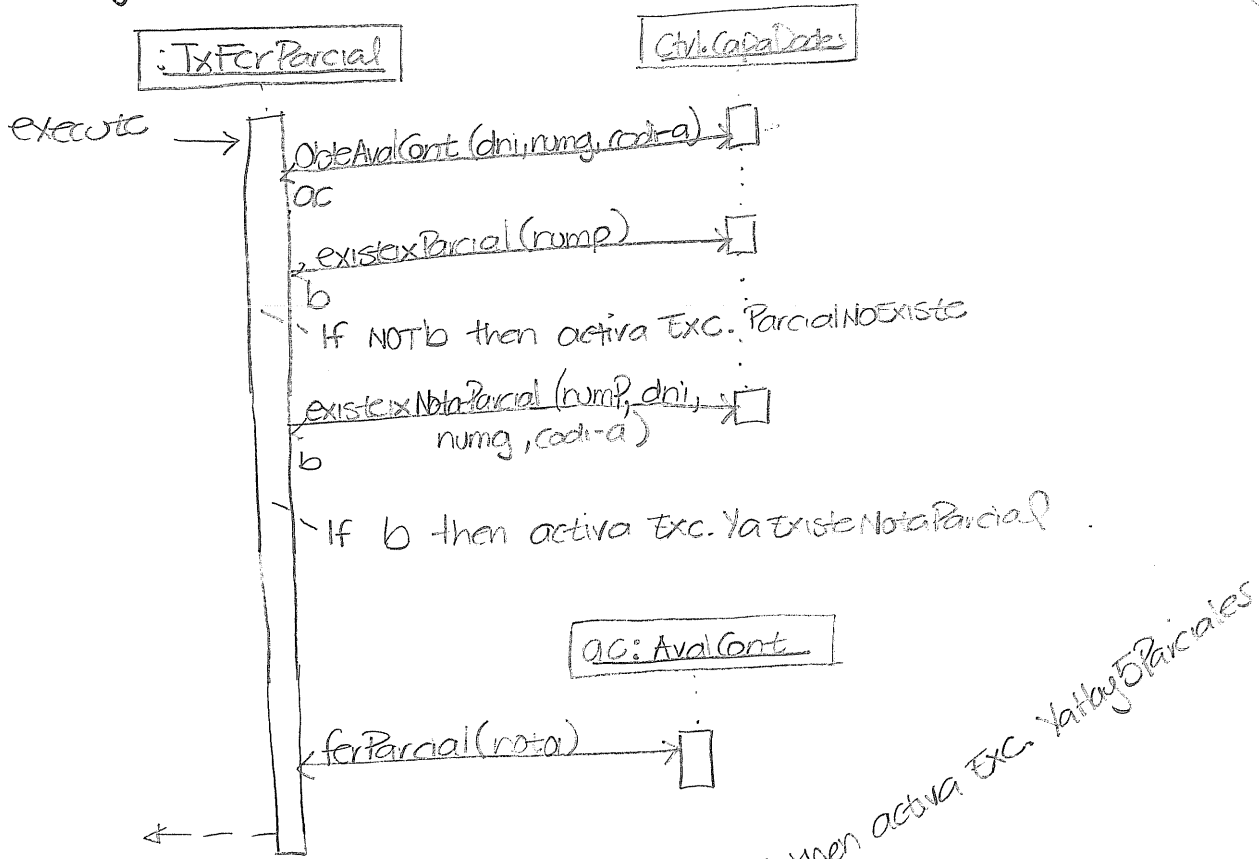 :TxFerParcial
Ctrl.CapaDades
execute
ObteAvalCont (dni, numg, codi-a)
ac
existeixParcial (nump)
b
If NOT b then activa Exc. ParcialNOExiste
existeixNotaParcial (numP, dni,
numg, codi-a)
b
If b then activa Exc. YaExisteNotaParcial
ac: AvalCont
ferParcial (nota)
then activa Exc. YaHay5Parciales